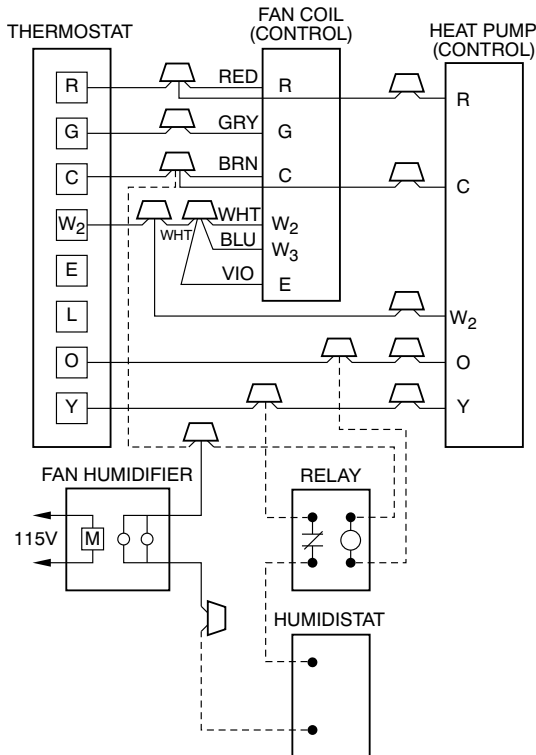 THERMOSTAT
FAN COIL
(CONTROL)
HEAT PUMP
(CONTROL)
R
RED
R
R
G
GRY
G
C
BRN
C
C
W2
WHT
WHT
W2
BLU
W3
E
VIO
E
L
W2
O
O
Y
Y
FAN HUMIDIFIER
RELAY
115V
M
HUMIDISTAT